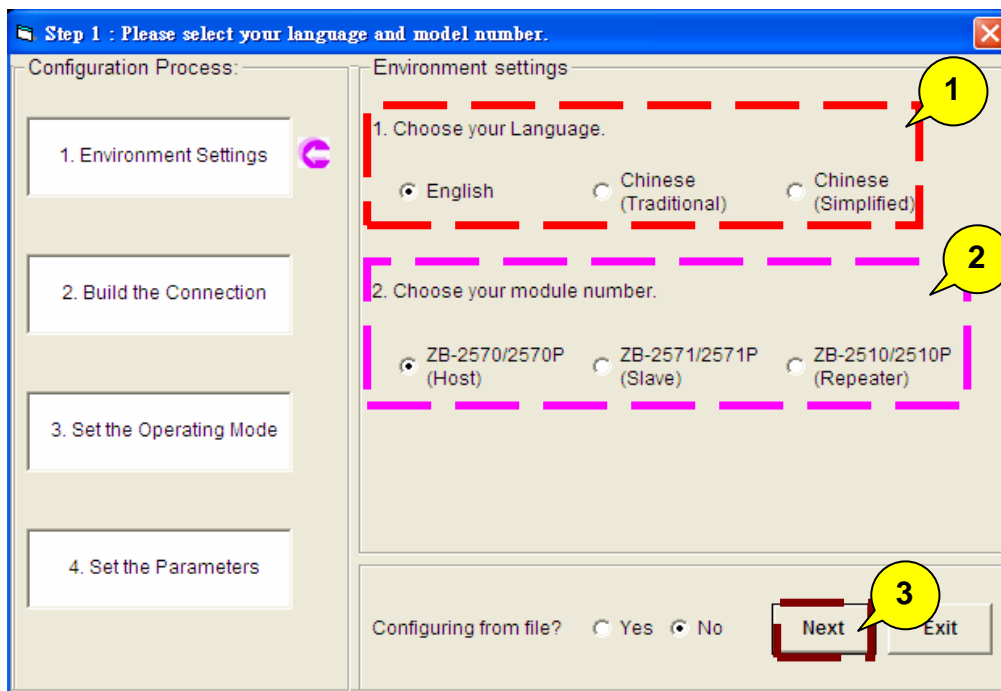 Step 1 : Please select your language and model number.
Configuration Process:
1. Environment Settings
2. Build the Connection
3. Set the Operating Mode
4. Set the Parameters
Environment settings
1
1. Choose your Language.
English
Chinese
(Traditional)
Chinese
(Simplified)
2
2. Choose your module number.
ZB-2570/2570P
(Host)
ZB-2571/2571P
(Slave)
ZB-2510/2510P
(Repeater)
3
Configuring from file? Yes No
Next
Exit